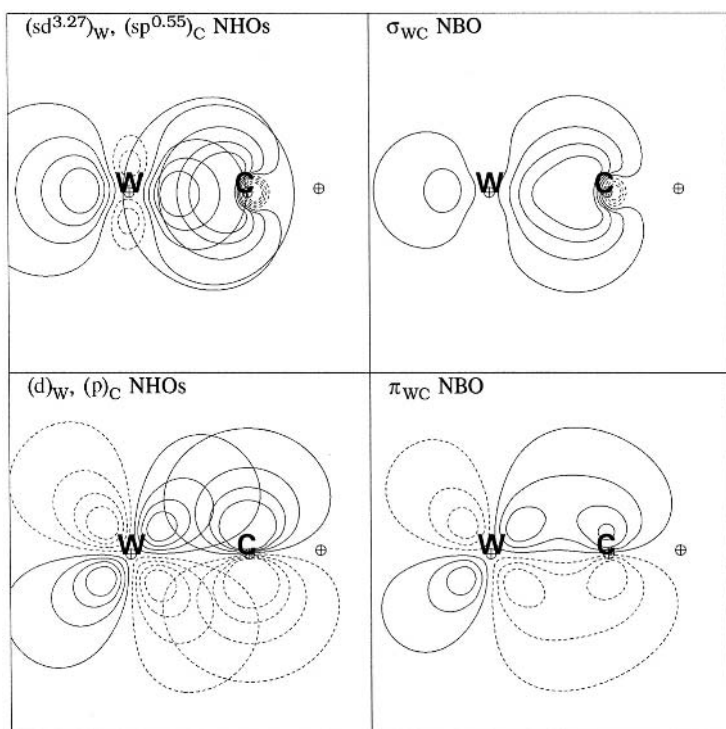 (sd³·²⁷)W, (sp⁰·⁵⁵)C NHOs
σWC NBO
W C
W C
(d)W, (p)C NHOs
πWC NBO
W C
W C